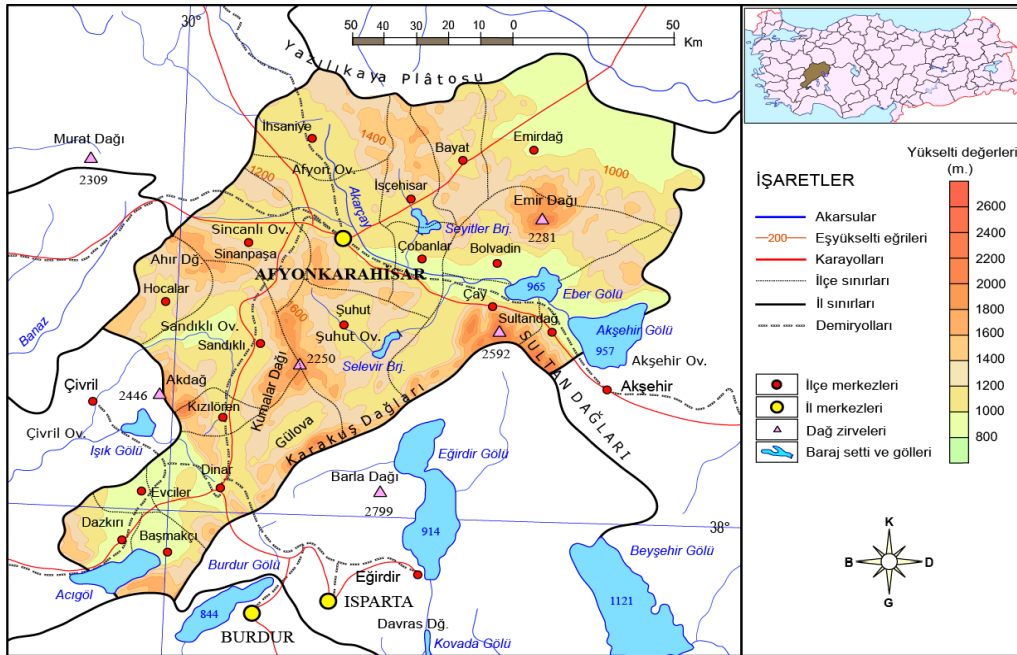 30°
50
40
30
20
10
0
50
Km
Yazılıkaya Plâtosu
Murat Dağı
2309
İhsaniye
1400
Bayat
Emirdağ
1000
1200
Afyort Ov.
Akarçay
İsçehisar
Emir Dağı
2281
Seyitler Brj.
Sincanlı Ov.
Sinanpaşa
Çobanlar
Bolvadin
AFYONKARAHİSAR
Ahır Dğ.
Hocalar
965
Eber Gölü
Çay
1600
Şuhut
Şuhut Ov.
Sultandağ
Akşehir Gölü
957
Banaz
Sandıklı Ov.
Sandıklı
2250
Selevir Brj.
2592
SULTAN DAĞLARI
Akşehir Ov.
Akşehir
Çivril
2446
Akdağ
Kızılören
Kumalar Dağı
Çivril Ov.
Işık Gölü
Gülova
Karakuş Dağları
Eğirdir Gölü
Dinar
Evciler
Barla Dağı
2799
914
38°
Dazkırı
Başmakçı
Acıgöl
Burdur Gölü
844
BURDUR
Eğirdir
ISPARTA
Davras Dğ.
Kovada Gölü
Beyşehir Gölü
1121
İŞARETLER
Akarsular
200
Eşyükselti eğrileri
Karayolları
İlçe sınırları
İl sınırları
Demiryolları
İlçe merkezleri
İl merkezleri
Dağ zirveleri
Baraj setti ve gölleri
Yükselti değerleri
(m.)
2600
2400
2200
2000
1800
1600
1400
1200
1000
800
K
B
D
G